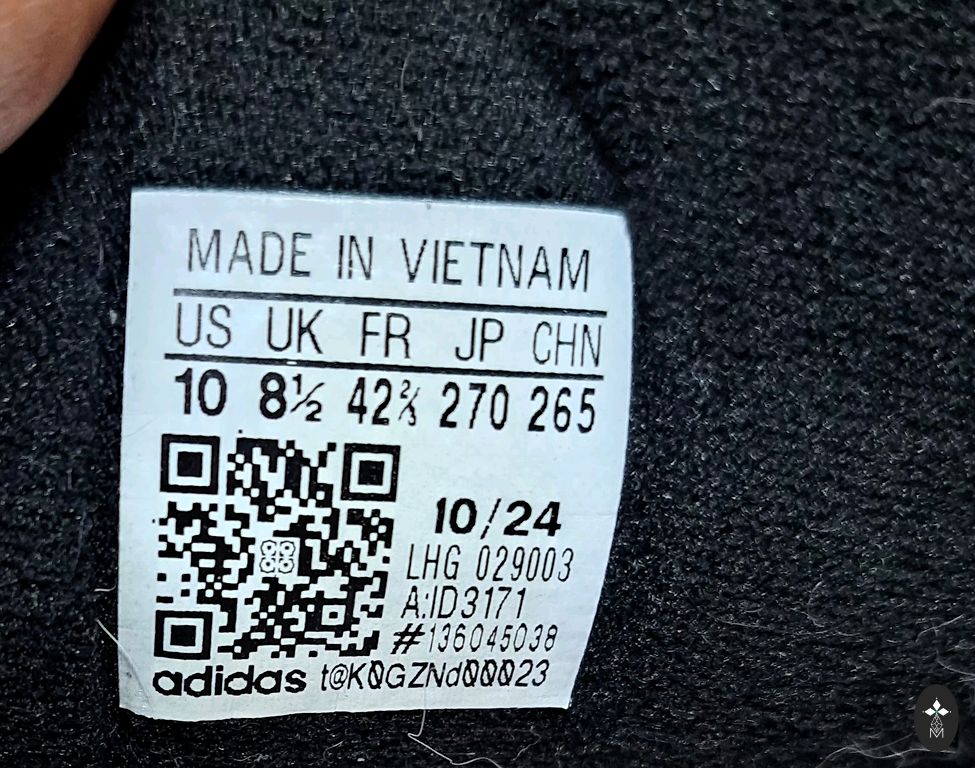 MADE IN VIETNAM
US UK FR JP CHN
10 8½ 42⅔ 270 265
10/24
LHG 029003
A:ID3171
#136045038
adidas t@K0GZNd00023
M